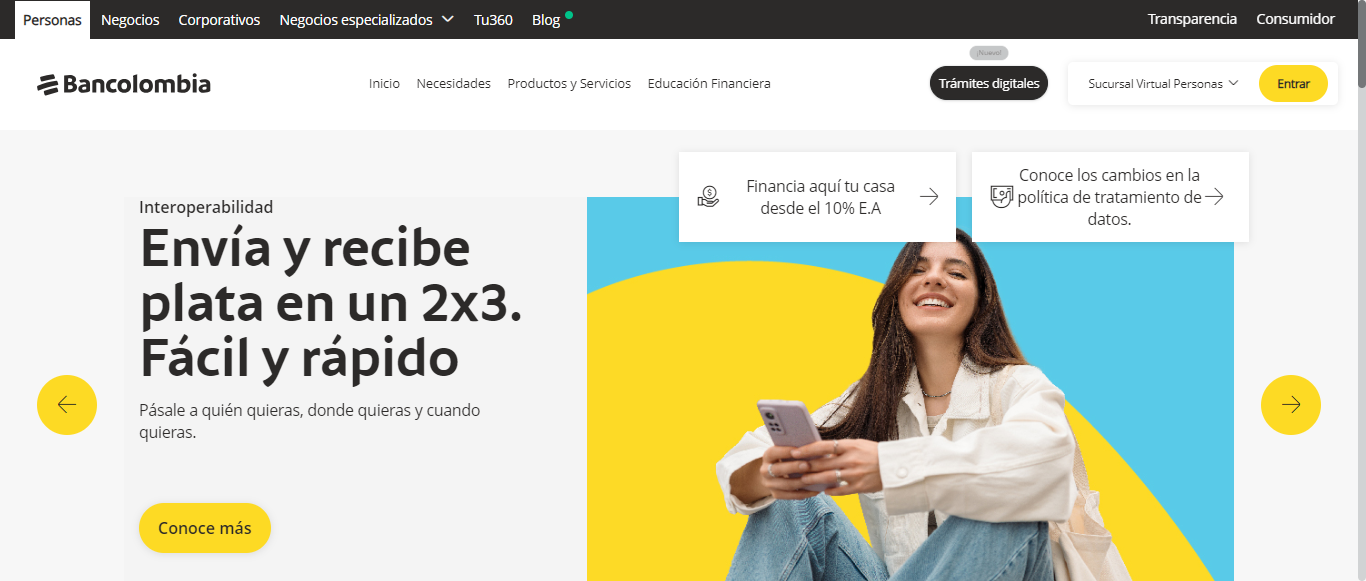 Personas Negocios Corporativos Negocios especializados Tu360 Blog Transparencia Consumidor
¡Nuevo!
Bancolombia Inicio Necesidades Productos y Servicios Educación Financiera Trámites digitales Sucursal Virtual Personas Entrar
Financia aquí tu casa
desde el 10% E.A
Conoce los cambios en la
política de tratamiento de
datos.
Interoperabilidad
Envía y recibe
plata en un 2x3.
Fácil y rápido
Pásale a quién quieras, donde quieras y cuando
quieras.
Conoce más